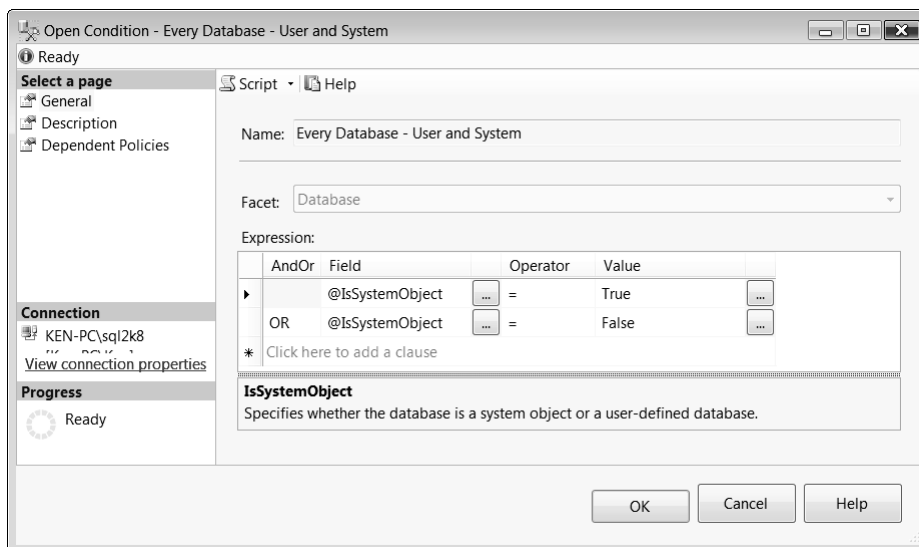 Open Condition - Every Database - User and System
Ready
Select a page
General
Description
Dependent Policies
Connection
KEN-PC\sql2k8
View connection properties
Progress
Ready
Script Help
Name: Every Database - User and System
Facet: Database
Expression:
AndOr Field Operator Value
@IsSystemObject ... = True ...
OR @IsSystemObject ... = False ...
Click here to add a clause
IsSystemObject
Specifies whether the database is a system object or a user-defined database.
OK Cancel Help